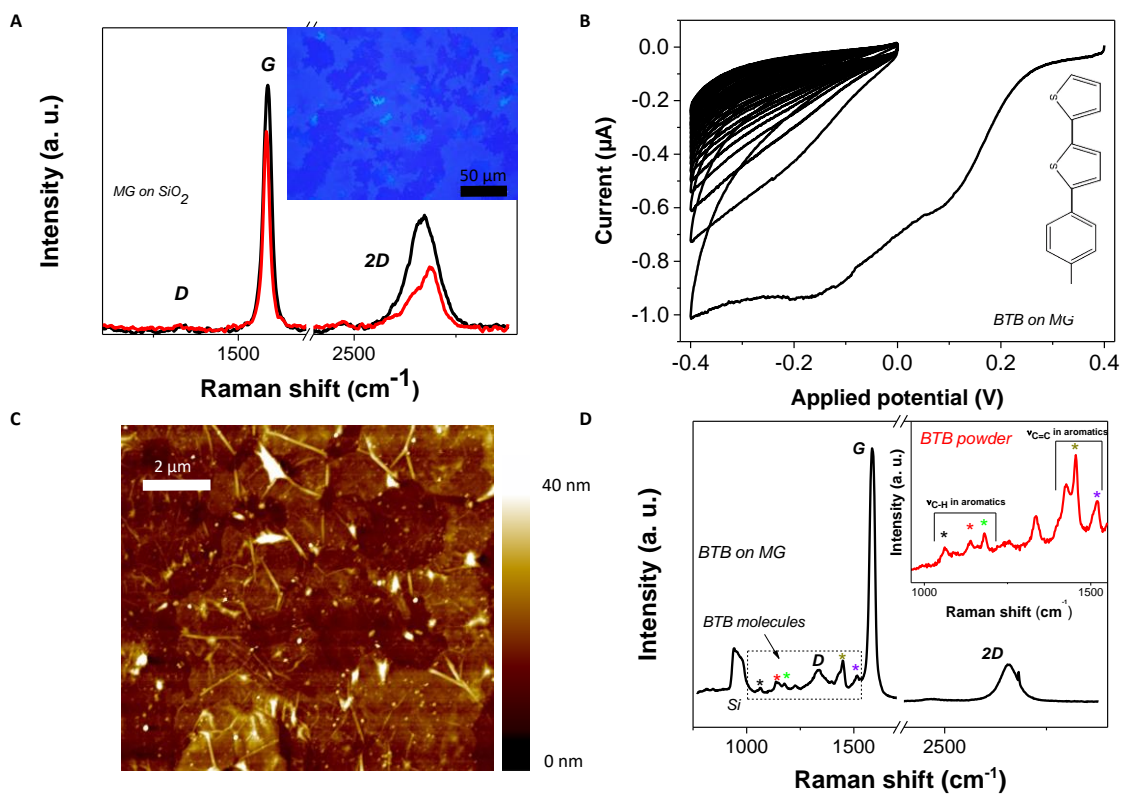 A
Intensity (a. u.)
G
MG on SiO2
50 µm
D
2D
1500
2500
Raman shift (cm-1)
B
Current (µA)
0.0
-0.2
-0.4
-0.6
-0.8
-1.0
S
S
BTB on MG
-0.4
-0.2
0.0
0.2
0.4
Applied potential (V)
C
2 µm
40 nm
0 nm
D
Intensity (a. u.)
G
BTB on MG
BTB molecules
* * * D * *
Si
2D
1000
1500
2500
Raman shift (cm-1)
BTB powder
νC=C in aromatics
νC-H in aromatics
* * * * *
Intensity (a. u.)
1000
1500
Raman shift (cm-1)